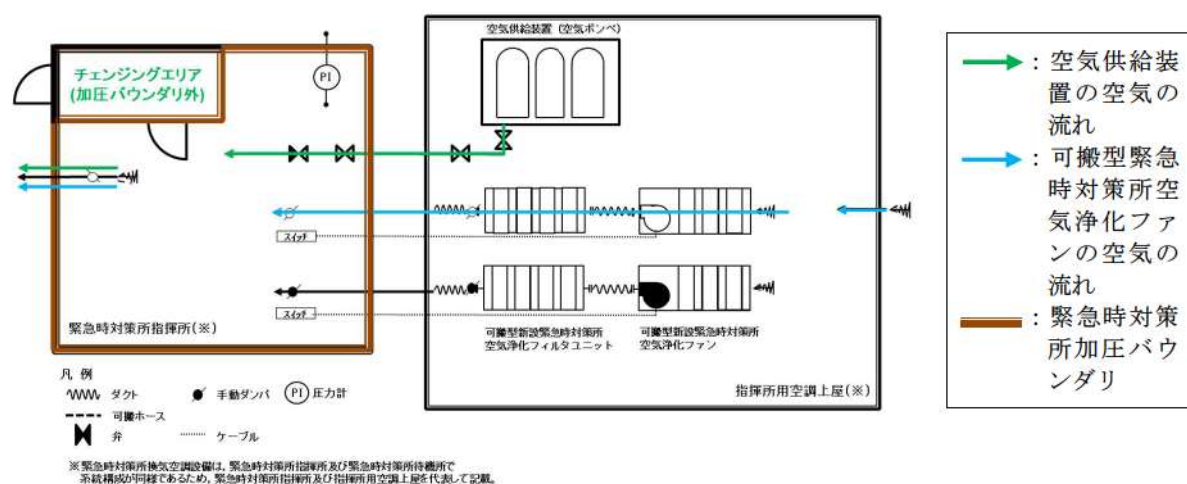 空気供給装置(空気ボンベ)
チェンジングエリア
(加圧バウンダリ外)
PI
スイッチ
スイッチ
緊急時対策所指揮所(※)
可搬型新設緊急時対策所
空気浄化フィルタユニット
可搬型新設緊急時対策所
空気浄化ファン
指揮所用空調上屋(※)
凡 例
ダクト
手動ダンパ
PI 圧力計
可搬ホース
弁
ケーブル
※緊急時対策所換気空調設備は、緊急時対策所指揮所及び緊急時対策所待機所で
系統構成が同様であるため、緊急時対策所指揮所及び指揮所用空調上屋を代表して記載。
:空気供給装
置の空気の
流れ
:可搬型緊急
時対策所空
気浄化ファ
ンの空気の
流れ
:緊急時対策
所加圧バウ
ンダリ